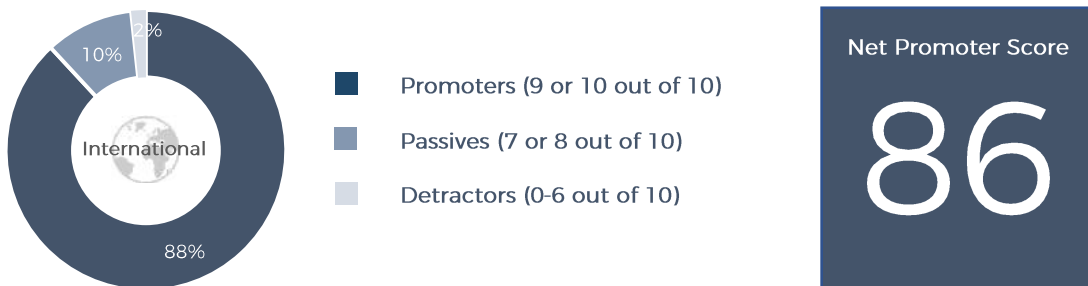 2%
10%
International
88%
Promoters (9 or 10 out of 10)
Passives (7 or 8 out of 10)
Detractors (0-6 out of 10)
Net Promoter Score
86